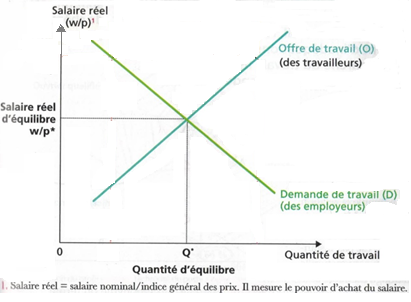 Salaire réel
(w/p)¹
Offre de travail (O)
(des travailleurs)
Salaire réel
d'équilibre
w/p*
Demande de travail (D)
(des employeurs)
0
Q*
Quantité de travail
Quantité d'équilibre
1. Salaire réel = salaire nominal/indice général des prix. Il mesure le pouvoir d'achat du salaire.